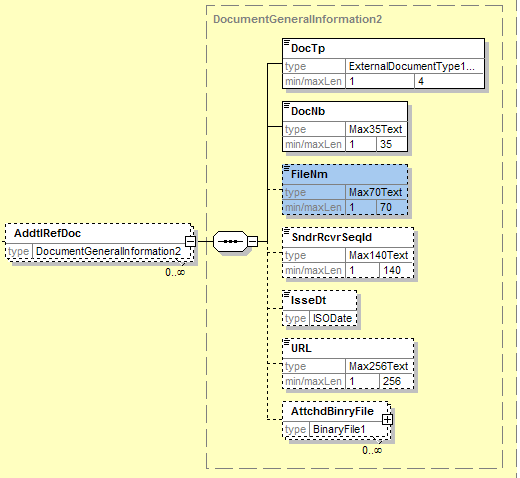 DocumentGeneralInformation2
DocTp
type ExternalDocumentType1...
min/maxLen 1 4
DocNb
type Max35Text
min/maxLen 1 35
FileNm
type Max70Text
min/maxLen 1 70
AddtlRefDoc
type DocumentGeneralInformation2
0..∞
SndrRcvrSeqId
type Max140Text
min/maxLen 1 140
IsseDt
type ISODate
URL
type Max256Text
min/maxLen 1 256
AttchdBinryFile
type BinaryFile1
0..∞